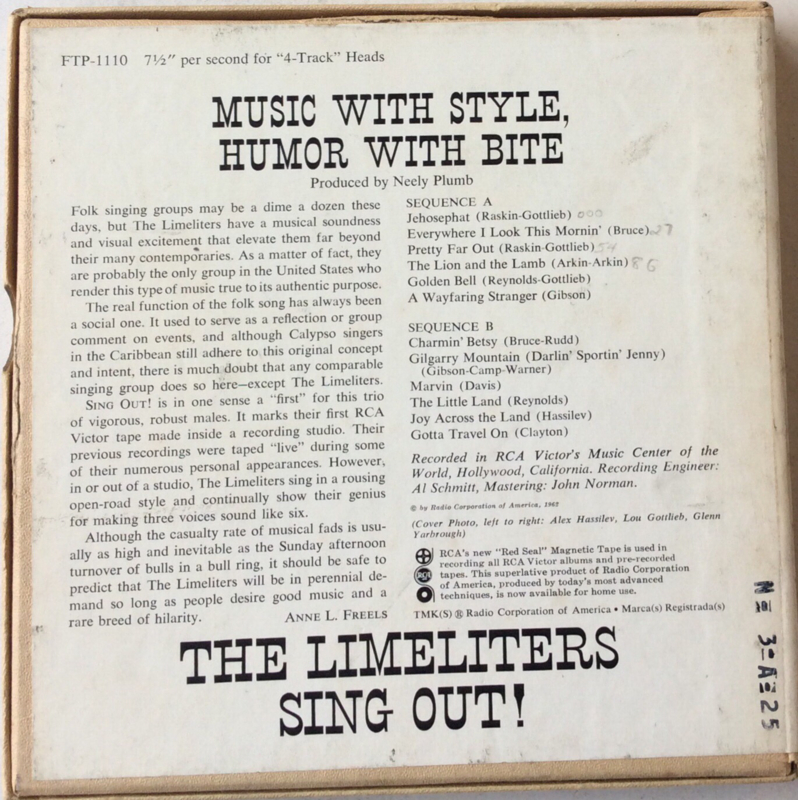 FTP-1110 7½″ per second for “4-Track” Heads
MUSIC WITH STYLE,
HUMOR WITH BITE
Produced by Neely Plumb
Folk singing groups may be a dime a dozen these
days, but The Limeliters have a musical soundness
and visual excitement that elevate them far beyond
their many contemporaries. As a matter of fact, they
are probably the only group in the United States who
render this type of music true to its authentic purpose.
The real function of the folk song has always been
a social one. It used to serve as a reflection or group
comment on events, and although Calypso singers
in the Caribbean still adhere to this original concept
and intent, there is much doubt that any comparable
singing group does so here—except The Limeliters.
SING OUT! is in one sense a “first” for this trio
of vigorous, robust males. It marks their first RCA
Victor tape made inside a recording studio. Their
previous recordings were taped “live” during some
of their numerous personal appearances. However,
in or out of a studio, The Limeliters sing in a rousing
open-road style and continually show their genius
for making three voices sound like six.
Although the casualty rate of musical fads is usu-
ally as high and inevitable as the Sunday afternoon
turnover of bulls in a bull ring, it should be safe to
predict that The Limeliters will be in perennial de-
mand so long as people desire good music and a
rare breed of hilarity. ANNE L. FREELS
SEQUENCE A
Jehosephat (Raskin-Gottlieb) 000
Everywhere I Look This Mornin’ (Bruce) 27
Pretty Far Out (Raskin-Gottlieb) 54
The Lion and the Lamb (Arkin-Arkin) 86
Golden Bell (Reynolds-Gottlieb)
A Wayfaring Stranger (Gibson)
SEQUENCE B
Charmin’ Betsy (Bruce-Rudd)
Gilgarry Mountain (Darlin’ Sportin’ Jenny)
(Gibson-Camp-Warner)
Marvin (Davis)
The Little Land (Reynolds)
Joy Across the Land (Hassilev)
Gotta Travel On (Clayton)
Recorded in RCA Victor’s Music Center of the
World, Hollywood, California. Recording Engineer:
Al Schmitt, Mastering: John Norman.
© by Radio Corporation of America, 1962
(Cover Photo, left to right: Alex Hassilev, Lou Gottlieb, Glenn
Yarbrough)
RCA’s new “Red Seal” Magnetic Tape is used in
recording all RCA Victor albums and pre-recorded
tapes. This superlative product of Radio Corporation
of America, produced by today’s most advanced
techniques, is now available for home use.
RCA
TMK(S) ® Radio Corporation of America • Marca(s) Registrada(s)
THE LIMELITERS
SING OUT!
3-A-25